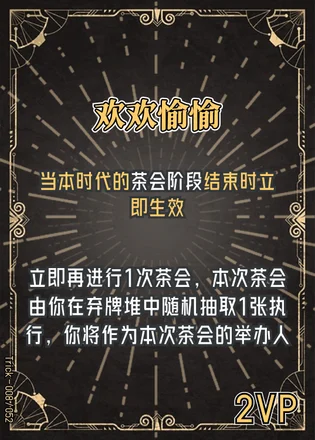 欢欢愉愉
当本时代的茶会阶段结束时立
即生效
立即再进行1次茶会，本次茶会
由你在弃牌堆中随机抽取1张执
行，你将作为本次茶会的举办人
Trick-0087052
2VP